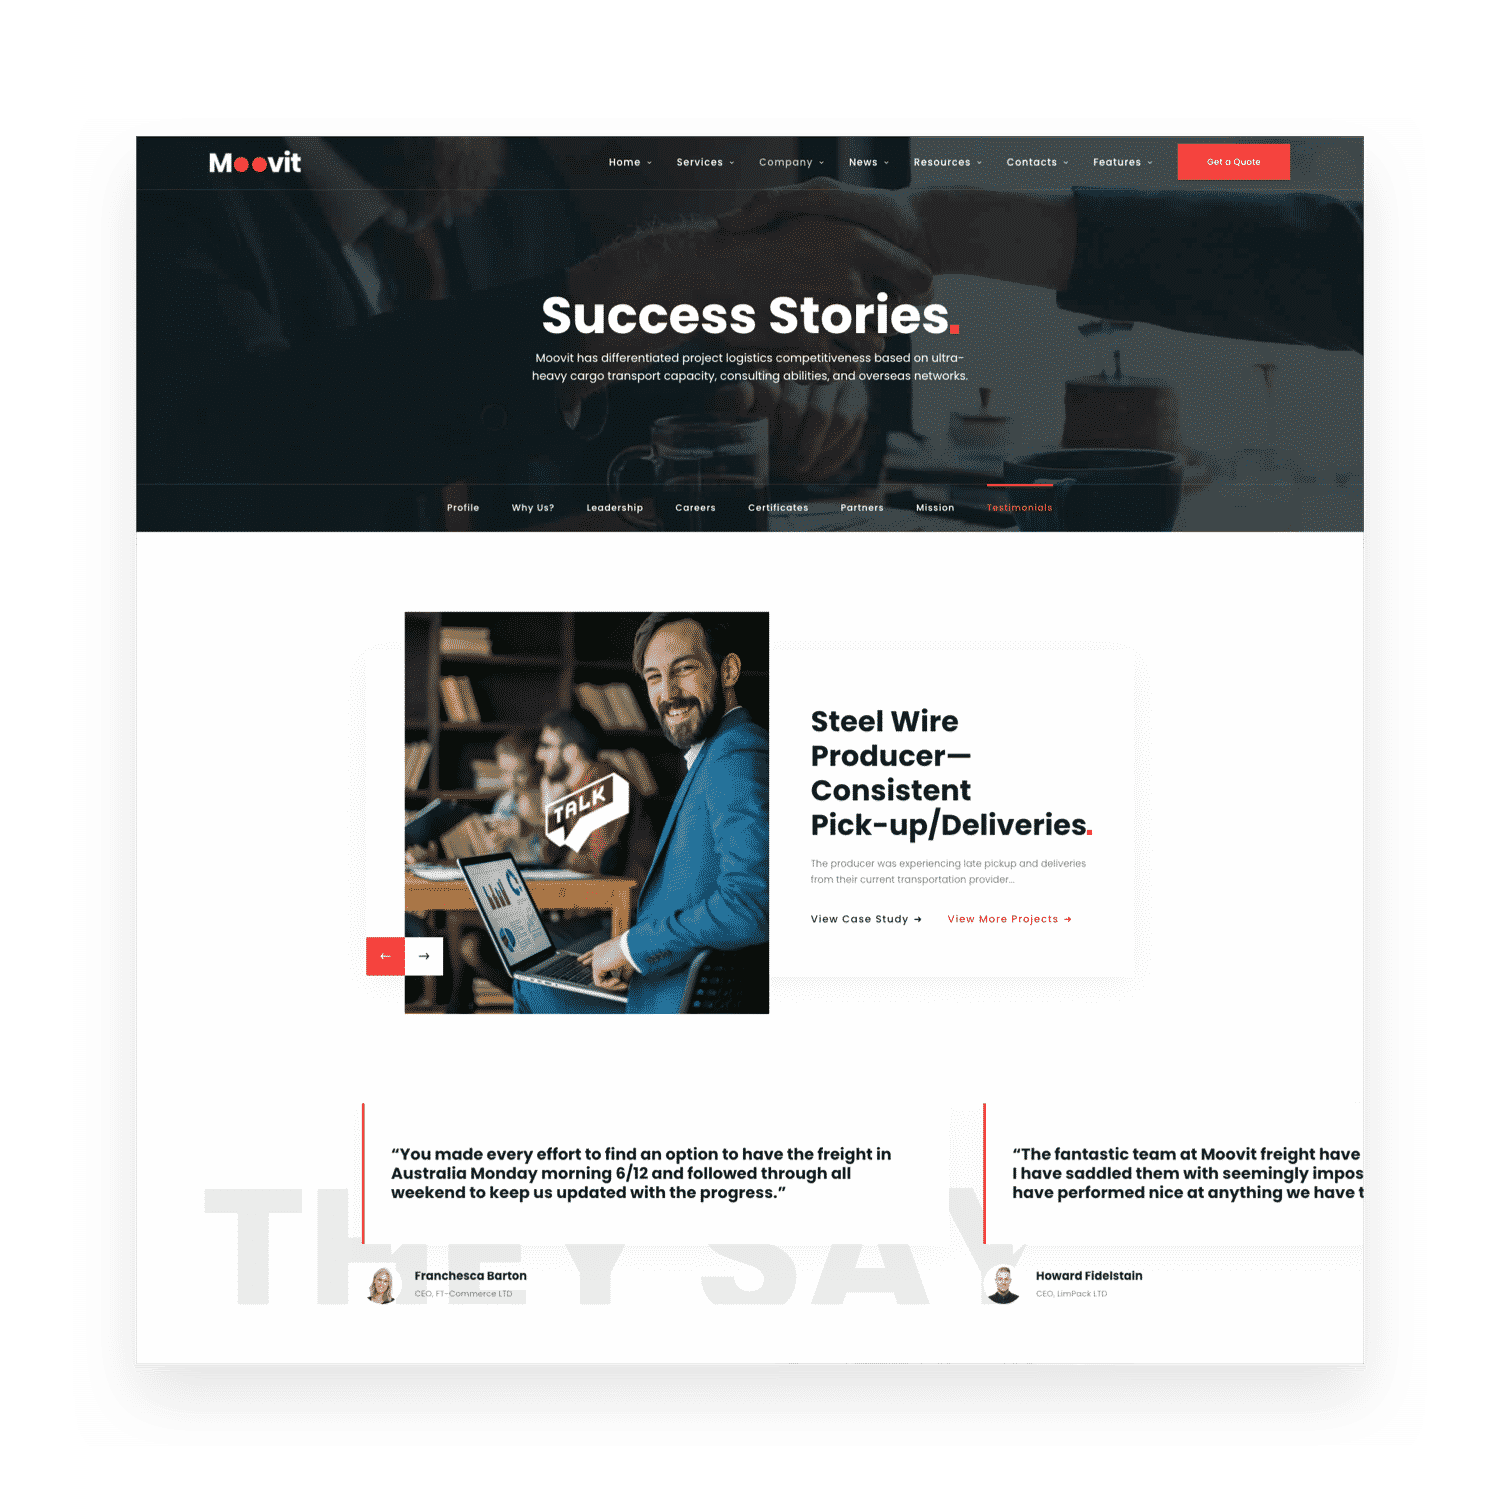 Moovit
Home Services Company News Resources Contacts Features Get a Quote
Success Stories.
Moovit has differentiated project logistics competitiveness based on ultra-
heavy cargo transport capacity, consulting abilities, and overseas networks.
Profile Why Us? Leadership Careers Certificates Partners Mission Testimonials
TALK
Steel Wire
Producer—
Consistent
Pick-up/Deliveries.
The producer was experiencing late pickup and deliveries
from their current transportation provider...
View Case Study → View More Projects →
← →
THEY SAY
“You made every effort to find an option to have the freight in
Australia Monday morning 6/12 and followed through all
weekend to keep us updated with the progress.”
Franchesca Barton
CEO, FT-Commerce LTD
“The fantastic team at Moovit freight have
I have saddled them with seemingly impos
have performed nice at anything we have t
Howard Fidelstain
CEO, LimPack LTD